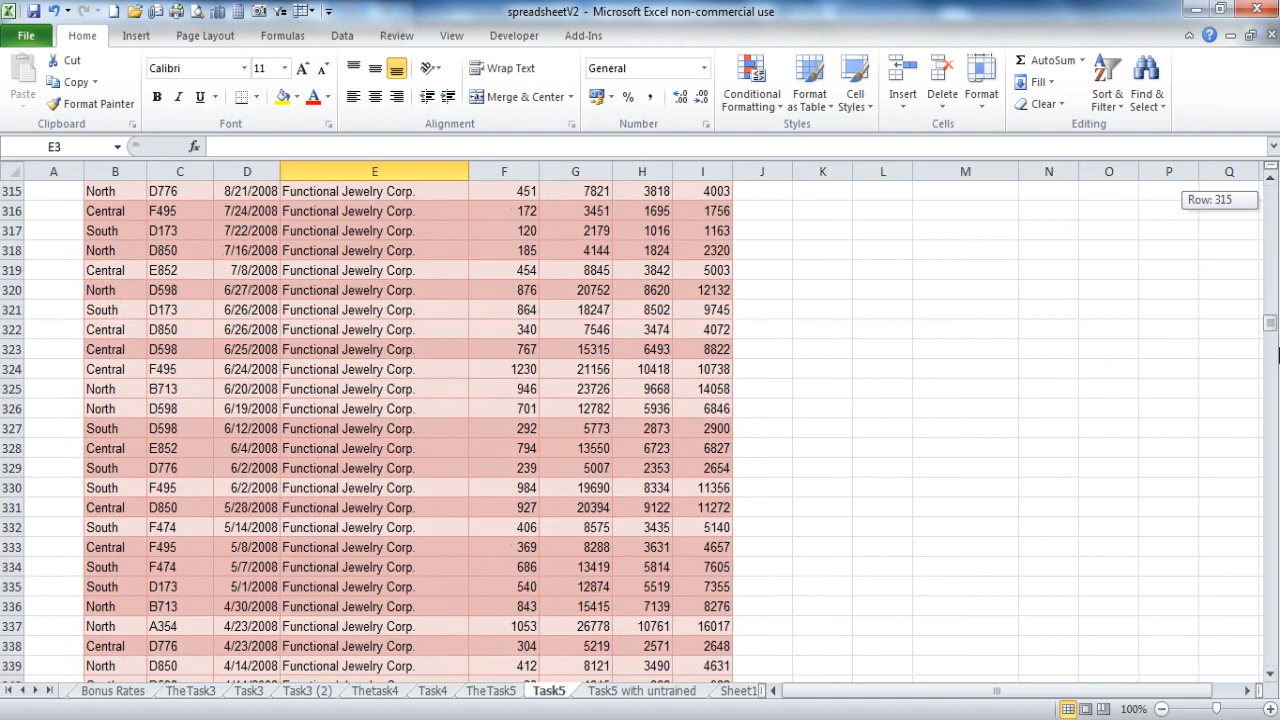 spreadsheetV2 - Microsoft Excel non-commercial use
File Home Insert Page Layout Formulas Data Review View Developer Add-Ins
Paste Cut Copy Format Painter Clipboard
Calibri 11 B I U A Font
Wrap Text Merge & Center Alignment
General % , Number
Conditional Formatting Format as Table Cell Styles Styles
Insert Delete Format Cells
Σ AutoSum Fill Clear Sort & Filter Find & Select Editing
E3 fx
A B C D E F G H I J K L M N O P Q
315 North D776 8/21/2008 Functional Jewelry Corp. 451 7821 3818 4003
Row: 315
316 Central F495 7/24/2008 Functional Jewelry Corp. 172 3451 1695 1756
317 South D173 7/22/2008 Functional Jewelry Corp. 120 2179 1016 1163
318 North D850 7/16/2008 Functional Jewelry Corp. 185 4144 1824 2320
319 Central E852 7/8/2008 Functional Jewelry Corp. 454 8845 3842 5003
320 North D598 6/27/2008 Functional Jewelry Corp. 876 20752 8620 12132
321 South D173 6/26/2008 Functional Jewelry Corp. 864 18247 8502 9745
322 Central D850 6/26/2008 Functional Jewelry Corp. 340 7546 3474 4072
323 Central D598 6/25/2008 Functional Jewelry Corp. 767 15315 6493 8822
324 Central F495 6/24/2008 Functional Jewelry Corp. 1230 21156 10418 10738
325 North B713 6/20/2008 Functional Jewelry Corp. 946 23726 9668 14058
326 North D598 6/19/2008 Functional Jewelry Corp. 701 12782 5936 6846
327 South D598 6/12/2008 Functional Jewelry Corp. 292 5773 2873 2900
328 Central E852 6/4/2008 Functional Jewelry Corp. 794 13550 6723 6827
329 South D776 6/2/2008 Functional Jewelry Corp. 239 5007 2353 2654
330 South F495 6/2/2008 Functional Jewelry Corp. 984 19690 8334 11356
331 Central D850 5/28/2008 Functional Jewelry Corp. 927 20394 9122 11272
332 South F474 5/14/2008 Functional Jewelry Corp. 406 8575 3435 5140
333 Central F495 5/8/2008 Functional Jewelry Corp. 369 8288 3631 4657
334 South F474 5/7/2008 Functional Jewelry Corp. 686 13419 5814 7605
335 South D173 5/1/2008 Functional Jewelry Corp. 540 12874 5519 7355
336 North B713 4/30/2008 Functional Jewelry Corp. 843 15415 7139 8276
337 North A354 4/23/2008 Functional Jewelry Corp. 1053 26778 10761 16017
338 Central D776 4/23/2008 Functional Jewelry Corp. 304 5219 2571 2648
339 North D850 4/14/2008 Functional Jewelry Corp. 412 8121 3490 4631
Bonus Rates TheTask3 Task3 Task3 (2) Thetask4 Task4 TheTask5 Task5 Task5 with untrained Sheet1
100%